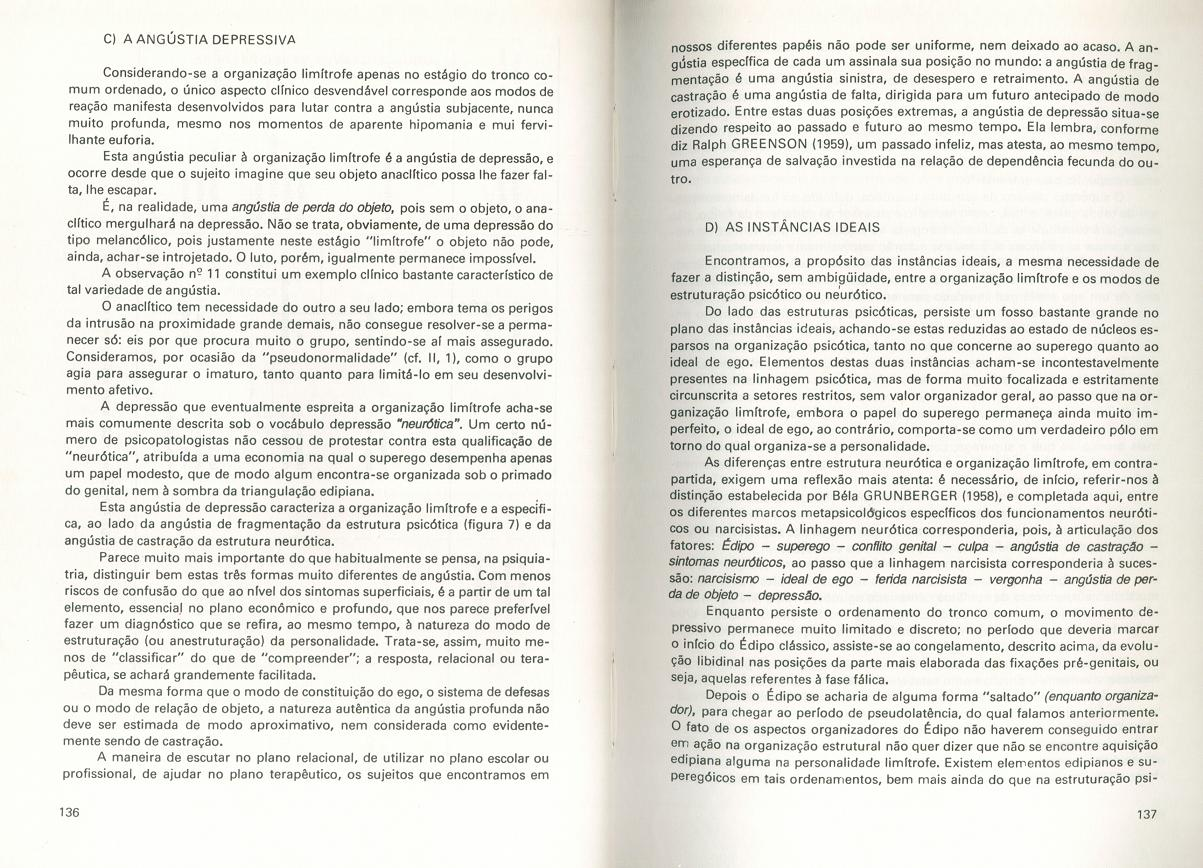 C) A ANGÚSTIA DEPRESSIVA
Considerando-se a organização limítrofe apenas no estágio do tronco co-
mum ordenado, o único aspecto clínico desvendável corresponde aos modos de
reação manifesta desenvolvidos para lutar contra a angústia subjacente, nunca
muito profunda, mesmo nos momentos de aparente hipomania e mui fervi-
lhante euforia.
Esta angústia peculiar à organização limítrofe é a angústia de depressão, e
ocorre desde que o sujeito imagine que seu objeto anaclítico possa lhe fazer fal-
ta, lhe escapar.
É, na realidade, uma angústia de perda do objeto, pois sem o objeto, o ana-
clítico mergulhará na depressão. Não se trata, obviamente, de uma depressão do
tipo melancólico, pois justamente neste estágio "limítrofe" o objeto não pode,
ainda, achar-se introjetado. O luto, porém, igualmente permanece impossível.
A observação nº 11 constitui um exemplo clínico bastante característico de
tal variedade de angústia.
O anaclítico tem necessidade do outro a seu lado; embora tema os perigos
da intrusão na proximidade grande demais, não consegue resolver-se a perma-
necer só: eis por que procura muito o grupo, sentindo-se aí mais assegurado.
Consideramos, por ocasião da "pseudonormalidade" (cf. II, 1), como o grupo
agia para assegurar o imaturo, tanto quanto para limitá-lo em seu desenvolvi-
mento afetivo.
A depressão que eventualmente espreita a organização limítrofe acha-se
mais comumente descrita sob o vocábulo depressão "neurótica". Um certo nú-
mero de psicopatologistas não cessou de protestar contra esta qualificação de
"neurótica", atribuída a uma economia na qual o superego desempenha apenas
um papel modesto, que de modo algum encontra-se organizada sob o primado
do genital, nem à sombra da triangulação edipiana.
Esta angústia de depressão caracteriza a organização limítrofe e a especifi-
ca, ao lado da angústia de fragmentação da estrutura psicótica (figura 7) e da
angústia de castração da estrutura neurótica.
Parece muito mais importante do que habitualmente se pensa, na psiquia-
tria, distinguir bem estas três formas muito diferentes de angústia. Com menos
riscos de confusão do que ao nível dos sintomas superficiais, é a partir de um tal
elemento, essencial no plano econômico e profundo, que nos parece preferível
fazer um diagnóstico que se refira, ao mesmo tempo, à natureza do modo de
estruturação (ou anestruturação) da personalidade. Trata-se, assim, muito me-
nos de "classificar" do que de "compreender"; a resposta, relacional ou tera-
pêutica, se achará grandemente facilitada.
Da mesma forma que o modo de constituição do ego, o sistema de defesas
ou o modo de relação de objeto, a natureza autêntica da angústia profunda não
deve ser estimada de modo aproximativo, nem considerada como evidente-
mente sendo de castração.
A maneira de escutar no plano relacional, de utilizar no plano escolar ou
profissional, de ajudar no plano terapêutico, os sujeitos que encontramos em
136
nossos diferentes papéis não pode ser uniforme, nem deixado ao acaso. A an-
gústia específica de cada um assinala sua posição no mundo: a angústia de frag-
mentação é uma angústia sinistra, de desespero e retraimento. A angústia de
castração é uma angústia de falta, dirigida para um futuro antecipado de modo
erotizado. Entre estas duas posições extremas, a angústia de depressão situa-se
dizendo respeito ao passado e futuro ao mesmo tempo. Ela lembra, conforme
diz Ralph GREENSON (1959), um passado infeliz, mas atesta, ao mesmo tempo,
uma esperança de salvação investida na relação de dependência fecunda do ou-
tro.
D) AS INSTÂNCIAS IDEAIS
Encontramos, a propósito das instâncias ideais, a mesma necessidade de
fazer a distinção, sem ambigüidade, entre a organização limítrofe e os modos de
estruturação psicótico ou neurótico.
Do lado das estruturas psicóticas, persiste um fosso bastante grande no
plano das instâncias ideais, achando-se estas reduzidas ao estado de núcleos es-
parsos na organização psicótica, tanto no que concerne ao superego quanto ao
ideal de ego. Elementos destas duas instâncias acham-se incontestavelmente
presentes na linhagem psicótica, mas de forma muito focalizada e estritamente
circunscrita a setores restritos, sem valor organizador geral, ao passo que na or-
ganização limítrofe, embora o papel do superego permaneça ainda muito im-
perfeito, o ideal de ego, ao contrário, comporta-se como um verdadeiro pólo em
torno do qual organiza-se a personalidade.
As diferenças entre estrutura neurótica e organização limítrofe, em contra-
partida, exigem uma reflexão mais atenta: é necessário, de início, referir-nos à
distinção estabelecida por Béla GRUNBERGER (1958), e completada aqui, entre
os diferentes marcos metapsicológicos específicos dos funcionamentos neuróti-
cos ou narcisistas. A linhagem neurótica corresponderia, pois, à articulação dos
fatores: Édipo – superego – conflito genital – culpa – angústia de castração –
sintomas neuróticos, ao passo que a linhagem narcisista corresponderia à suces-
são: narcisismo – ideal de ego – ferida narcisista – vergonha – angústia de per-
da de objeto – depressão.
Enquanto persiste o ordenamento do tronco comum, o movimento de-
pressivo permanece muito limitado e discreto; no período que deveria marcar
o início do Édipo clássico, assiste-se ao congelamento, descrito acima, da evolu-
ção libidinal nas posições da parte mais elaborada das fixações pré-genitais, ou
seja, aquelas referentes à fase fálica.
Depois o Édipo se acharia de alguma forma "saltado" (enquanto organiza-
dor), para chegar ao período de pseudolatência, do qual falamos anteriormente.
O fato de os aspectos organizadores do Édipo não haverem conseguido entrar
em ação na organização estrutural não quer dizer que não se encontre aquisição
edipiana alguma na personalidade limítrofe. Existem elementos edipianos e su-
peregóicos em tais ordenamentos, bem mais ainda do que na estruturação psi-
137